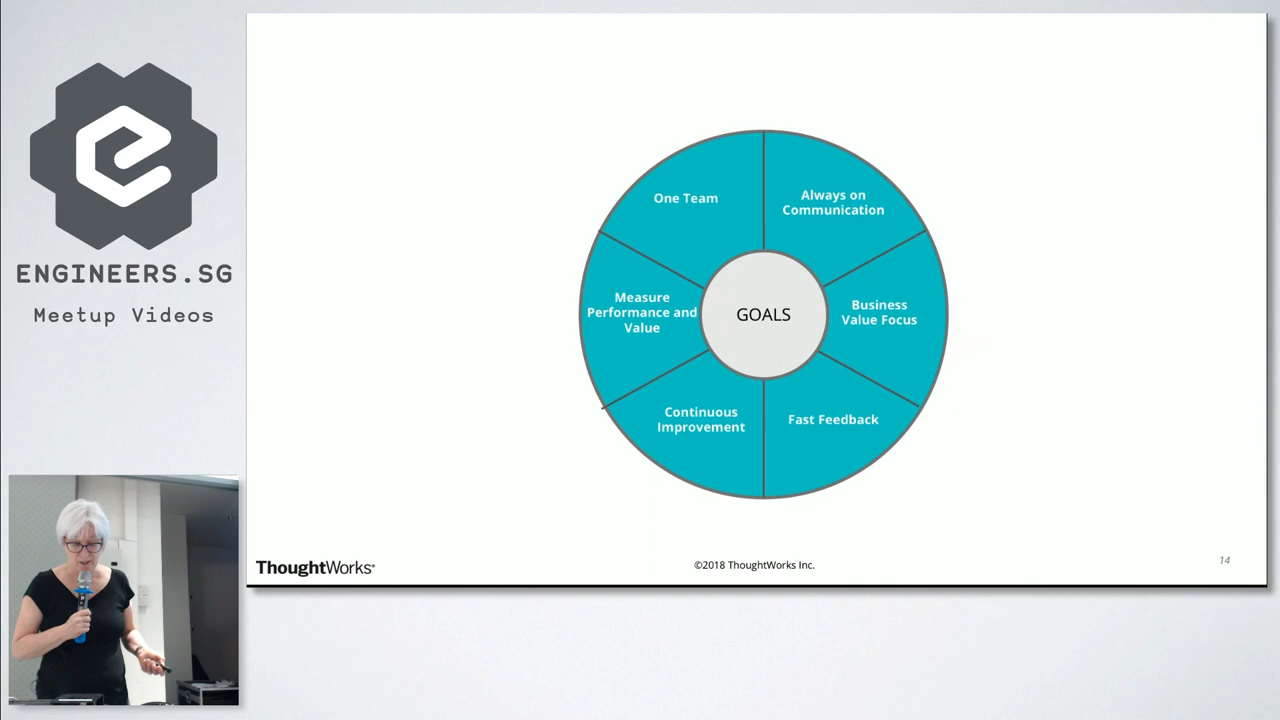 ENGINEERS.SG
Meetup Videos
One Team
Always on
Communication
Measure
Performance and
Value
GOALS
Business
Value Focus
Continuous
Improvement
Fast Feedback
ThoughtWorks®
©2018 ThoughtWorks Inc.
14